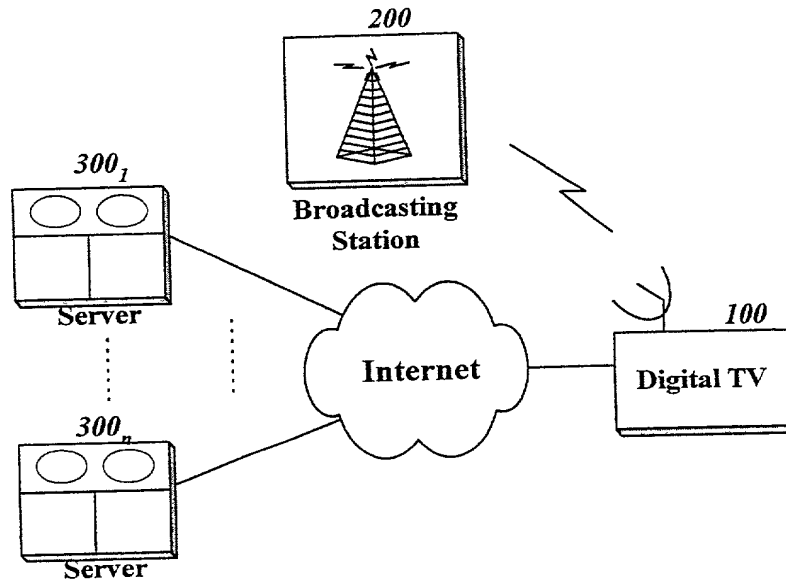 200
Broadcasting
Station
300₁
Server
Internet
100
Digital TV
300ₙ
Server